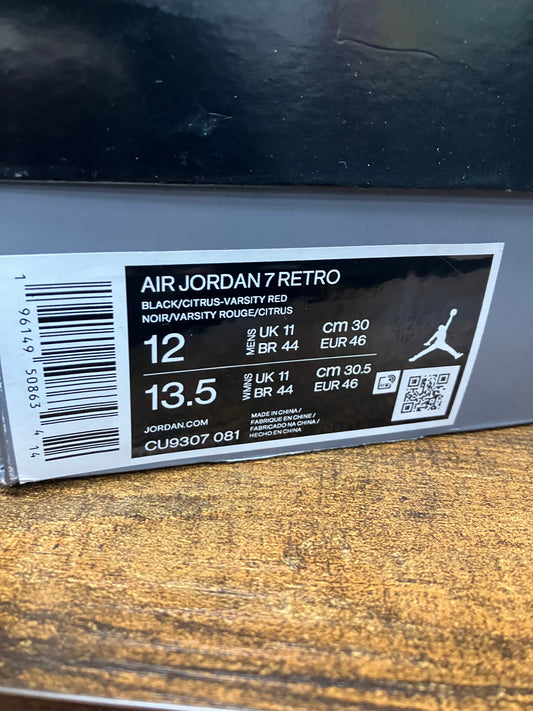 AIR JORDAN 7 RETRO
BLACK/CITRUS-VARSITY RED
NOIR/VARSITY ROUGE/CITRUS
12 MENS UK 11 cm 30
BR 44 EUR 46
13.5 WMNS UK 11 cm 30.5
BR 44 EUR 46
JORDAN.COM
CU9307 081
MADE IN CHINA/
FABRIQUE EN CHINE/
FABRICADO NA CHINA/
HECHO EN CHINA
1 96149 50863 4 14